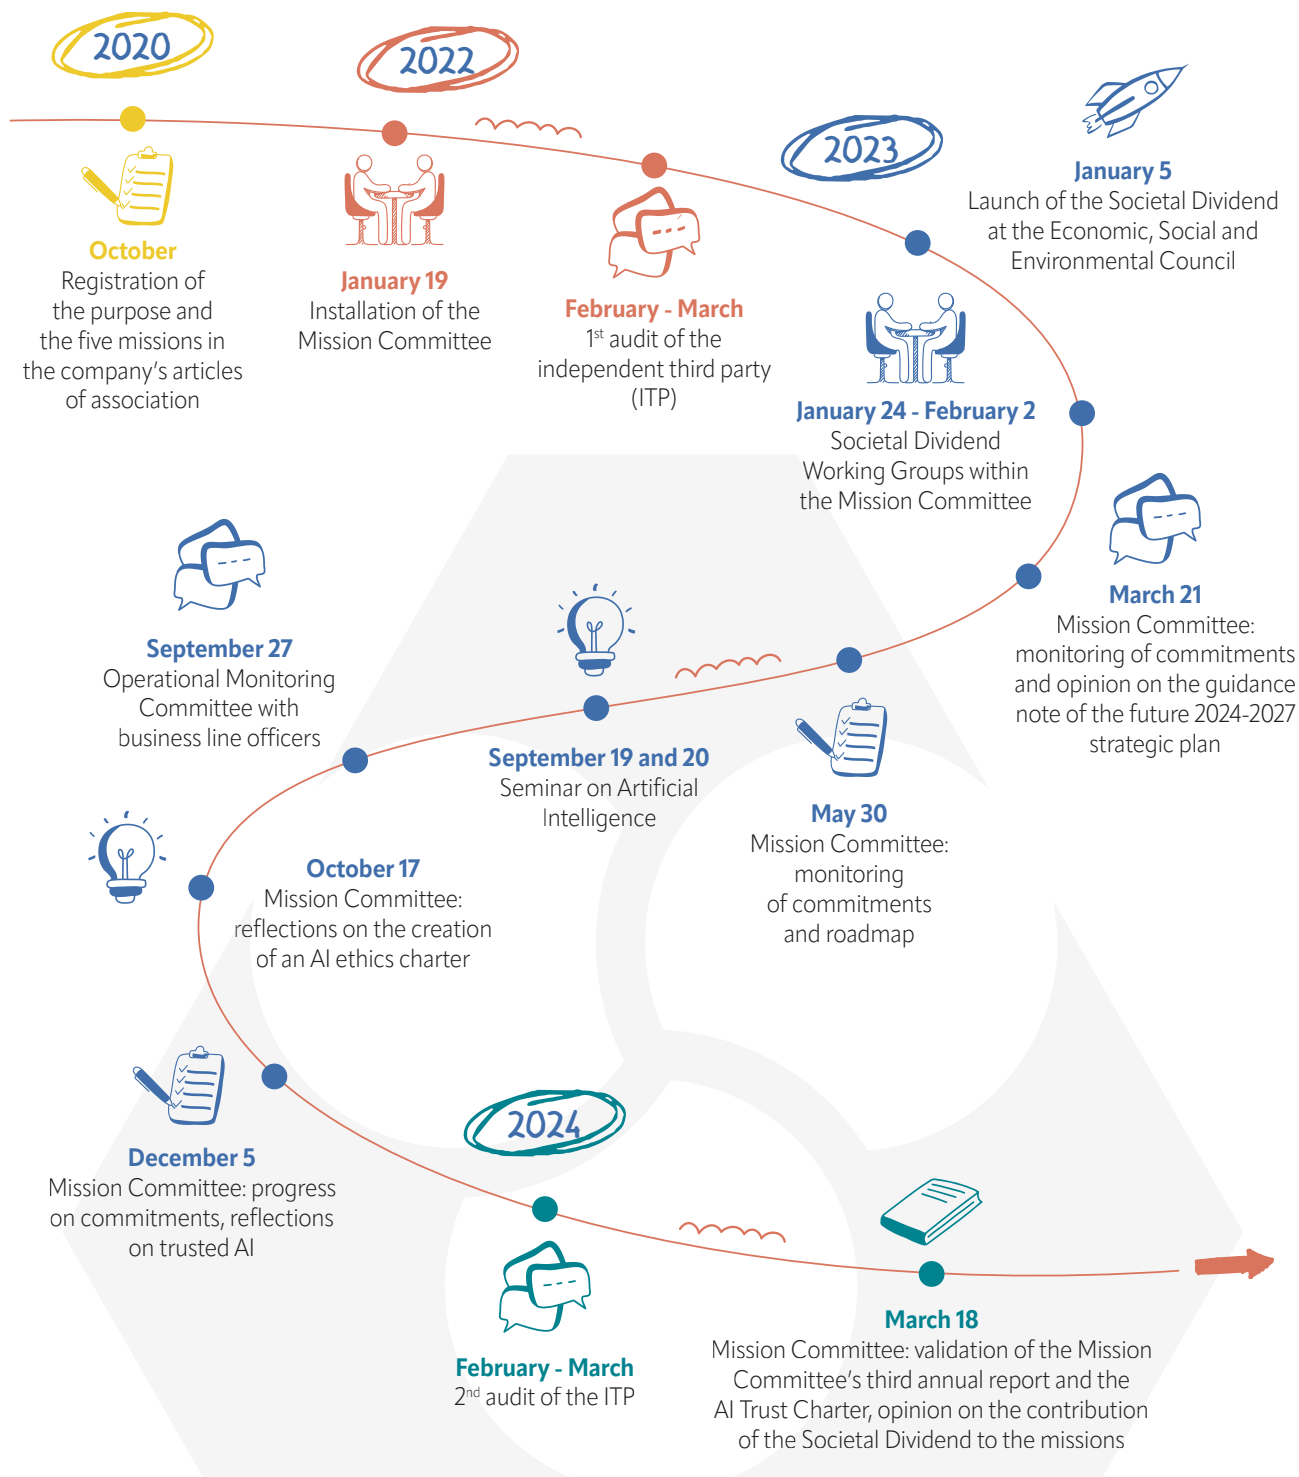 2020
October
Registration of
the purpose and
the five missions in
the company's articles
of association
2022
January 19
Installation of the
Mission Committee
February - March
1st audit of the
independent third party
(ITP)
2023
January 5
Launch of the Societal Dividend
at the Economic, Social and
Environmental Council
January 24 - February 2
Societal Dividend
Working Groups within
the Mission Committee
March 21
Mission Committee:
monitoring of commitments
and opinion on the guidance
note of the future 2024-2027
strategic plan
May 30
Mission Committee:
monitoring
of commitments
and roadmap
September 19 and 20
Seminar on Artificial
Intelligence
September 27
Operational Monitoring
Committee with
business line officers
October 17
Mission Committee:
reflections on the creation
of an AI ethics charter
December 5
Mission Committee: progress
on commitments, reflections
on trusted AI
2024
February - March
2nd audit of the ITP
March 18
Mission Committee: validation of the Mission
Committee's third annual report and the
AI Trust Charter, opinion on the contribution
of the Societal Dividend to the missions